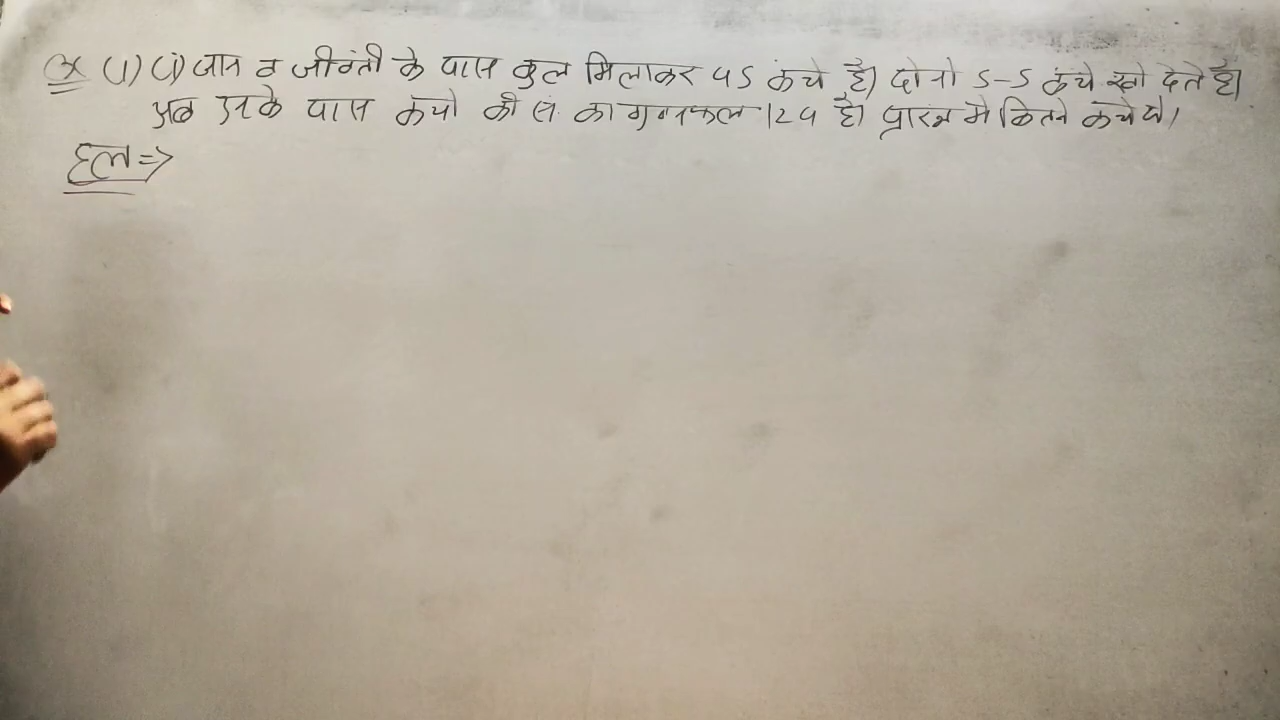 Ex (1) (i) जान व जीवंती के पास कुल मिलाकर 45 कंचे है। दोनो 5-5 कंचे खो देते है।
अब उनके पास कंचो की सं. का गुणनफल 124 है। प्रारम्भ मे कितने कंचे थे।
हल=>